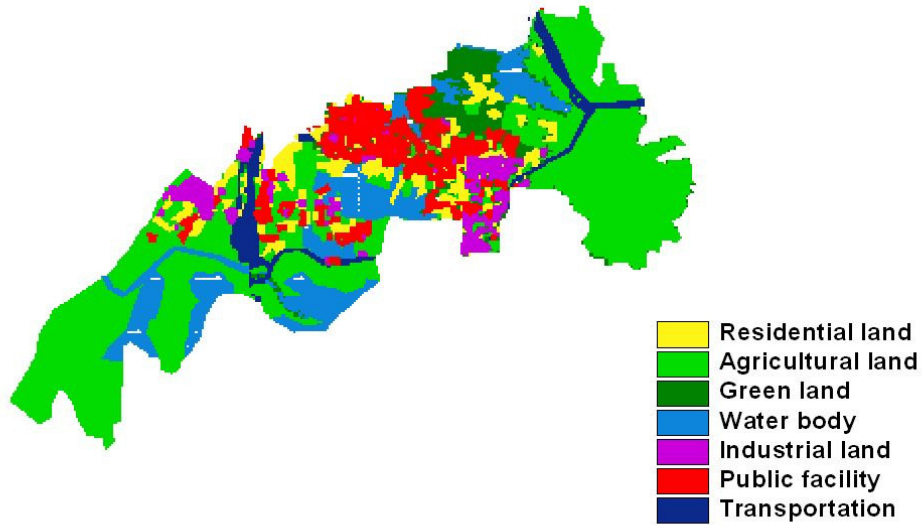 Residential land
Agricultural land
Green land
Water body
Industrial land
Public facility
Transportation